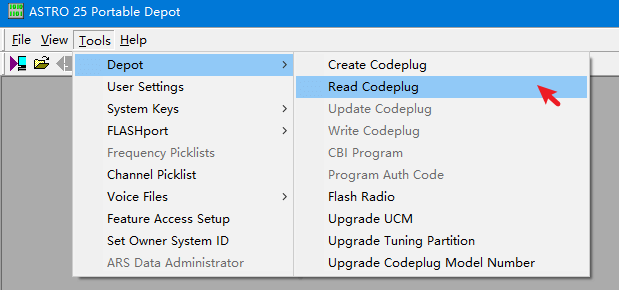 ASTRO 25 Portable Depot
File View Tools Help
Depot
User Settings
System Keys
FLASHport
Frequency Picklists
Channel Picklist
Voice Files
Feature Access Setup
Set Owner System ID
ARS Data Administrator
Create Codeplug
Read Codeplug
Update Codeplug
Write Codeplug
CBI Program
Program Auth Code
Flash Radio
Upgrade UCM
Upgrade Tuning Partition
Upgrade Codeplug Model Number